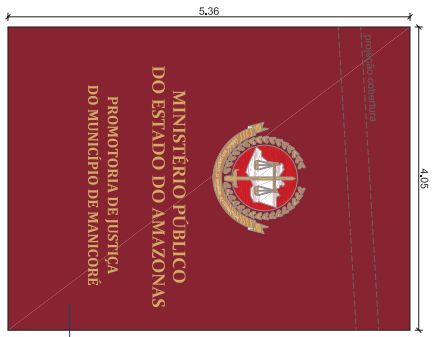 5.36
4.05
projeção cobertura
MINISTÉRIO PÚBLICO
DO ESTADO DO AMAZONAS
PROMOTORIA DE JUSTIÇA
DO MUNICÍPIO DE MANICORÉ